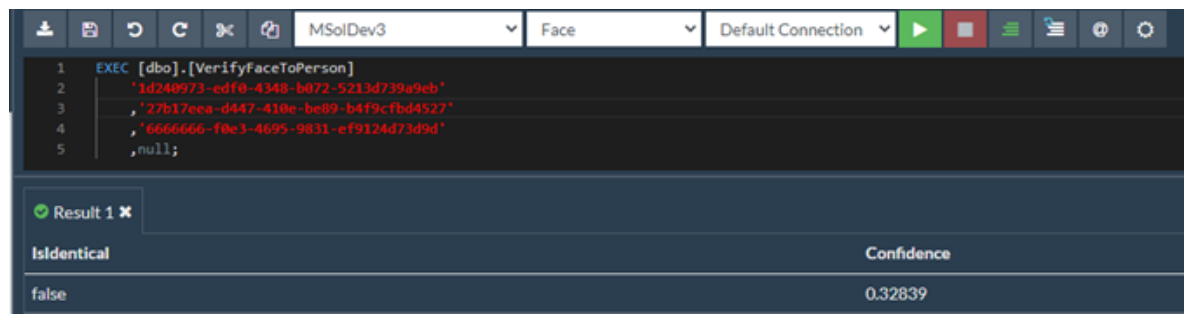 MSolDev3 Face Default Connection
1 EXEC [dbo].[VerifyFaceToPerson]
2 '1d240973-edf0-4348-b072-5213d739a9eb'
3 ,'27b17eea-d447-410e-be89-b4f9cfbd4527'
4 ,'6666666-f0e3-4695-9831-ef9124d73d9d'
5 ,null;
Result 1
IsIdentical Confidence
false 0.32839